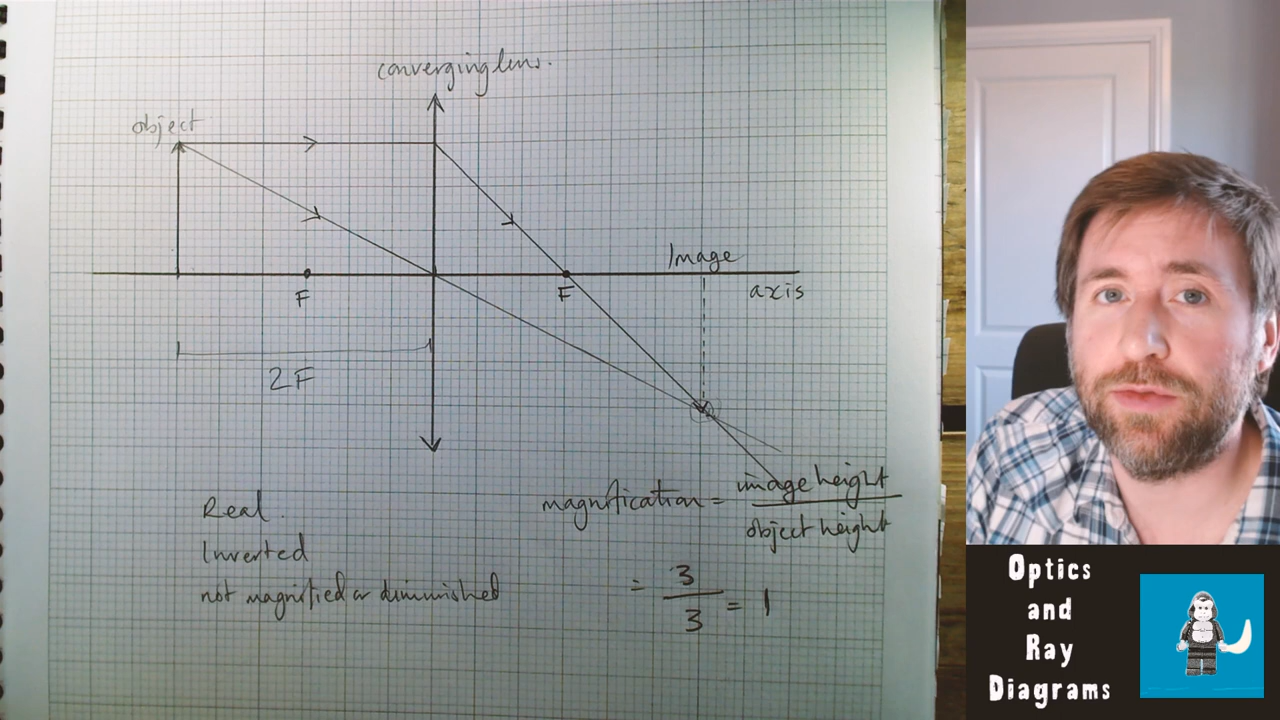 converging lens.
object
Image
F
F
axis
2F
Real.
Inverted
not magnified or diminished
magnification = image height
object height
= 3
3 = 1
Optics
and
Ray
Diagrams